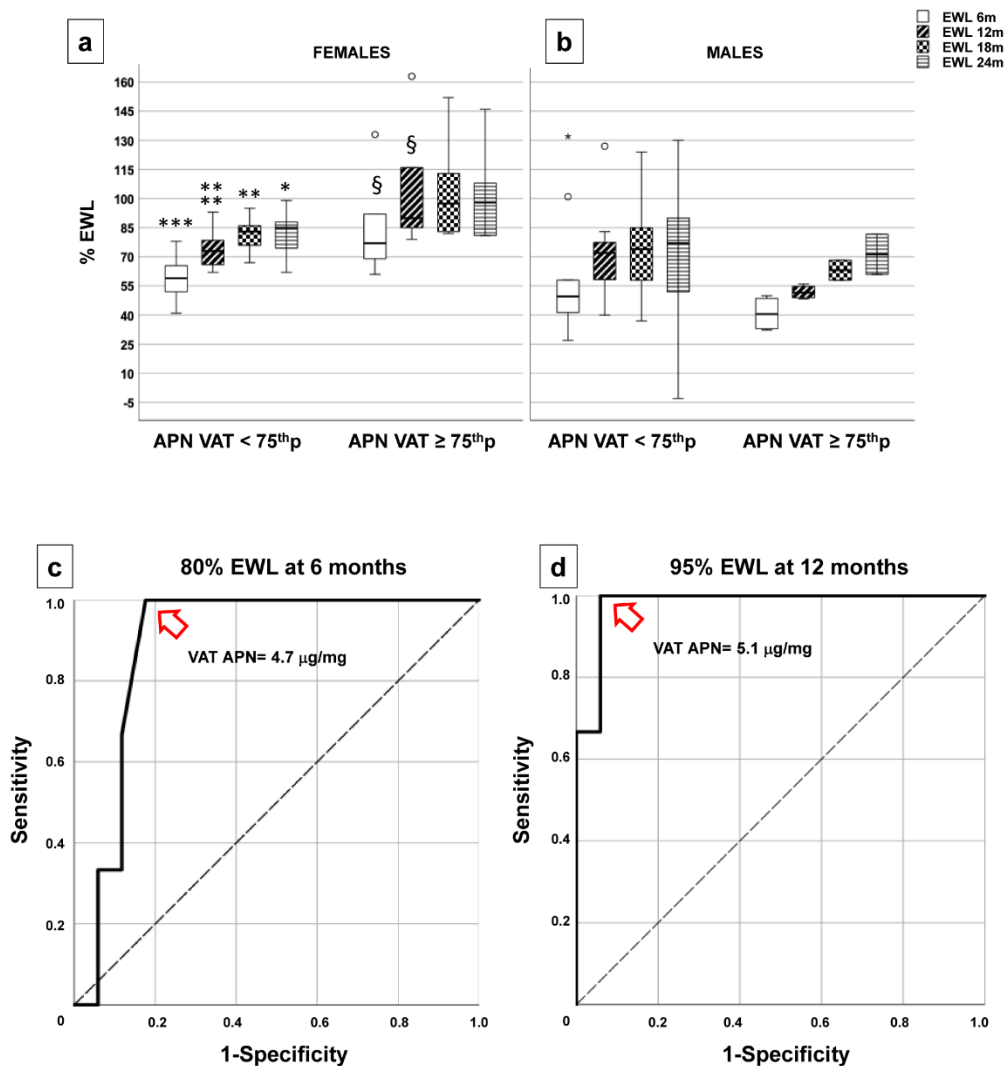 EWL 6m
EWL 12m
EWL 18m
EWL 24m
a
FEMALES
b
MALES
% EWL
160
145
130
115
100
85
70
55
40
25
10
-5
***
**
**
**
*
§
§
*
APN VAT < 75thp
APN VAT ≥ 75thp
APN VAT < 75thp
APN VAT ≥ 75thp
c
80% EWL at 6 months
1.0
0.8
0.6
0.4
0.2
VAT APN= 4.7 µg/mg
Sensitivity
0
0.2
0.4
0.6
0.8
1.0
1-Specificity
d
95% EWL at 12 months
1.0
0.8
0.6
0.4
0.2
VAT APN= 5.1 µg/mg
Sensitivity
0
0.2
0.4
0.6
0.8
1.0
1-Specificity